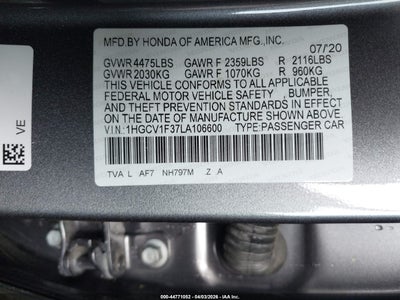 MFD BY HONDA OF AMERICA MFG.,INC.
07/20
GVWR 4475LBS GAWR F 2359LBS R 2116LBS
GVWR 2030KG GAWR F 1070KG R 960KG
THIS VEHICLE CONFORMS TO ALL APPLICABLE
FEDERAL MOTOR VEHICLE SAFETY , BUMPER,
AND THEFT PREVENTION STANDARDS IN EFFECT
ON THE DATE OF MANUFACTURE SHOWN ABOVE
VIN: 1HGCV1F37LA106600 TYPE:PASSENGER CAR
TVA L AF7 NH797M Z A
VE
000-44771052 - 04/03/2026 - IAA Inc.